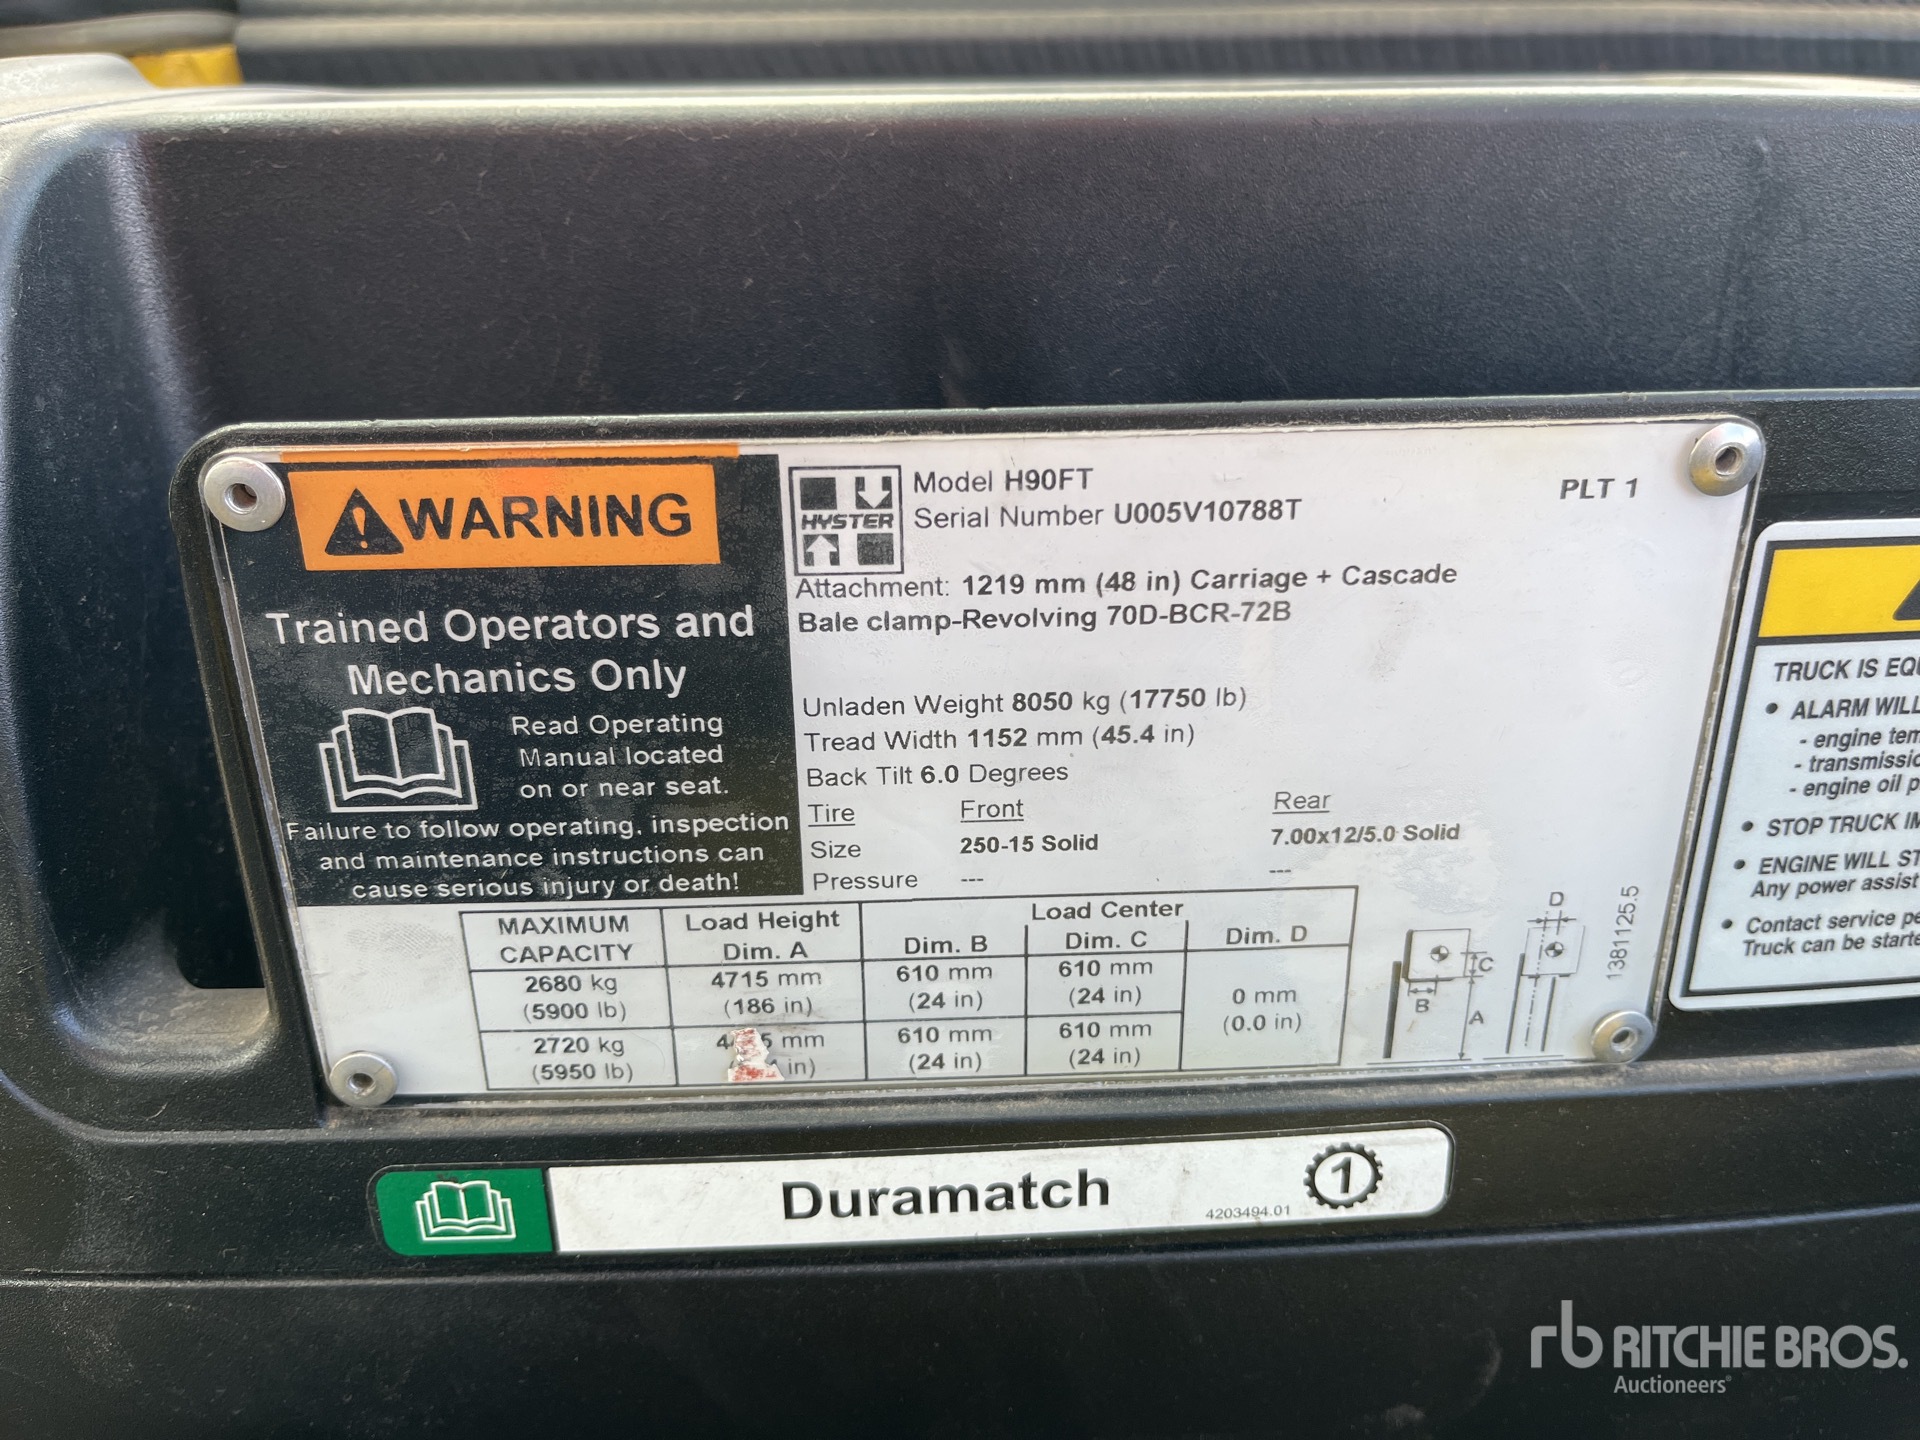 WARNING
Trained Operators and
Mechanics Only
Read Operating
Manual located
on or near seat.
Failure to follow operating, inspection
and maintenance instructions can
cause serious injury or death!
HYSTER
Model H90FT
Serial Number U005V10788T
PLT 1
Attachment: 1219 mm (48 in) Carriage + Cascade
Bale clamp-Revolving 70D-BCR-72B
Unladen Weight 8050 kg (17750 lb)
Tread Width 1152 mm (45.4 in)
Back Tilt 6.0 Degrees
Tire Front Rear
Size 250-15 Solid 7.00x12/5.0 Solid
Pressure --- ---
MAXIMUM CAPACITY Load Height Dim. A Load Center
Dim. B Dim. C Dim. D
2680 kg 4715 mm 610 mm 610 mm
(5900 lb) (186 in) (24 in) (24 in)
0 mm
(0.0 in)
2720 kg mm 610 mm 610 mm
(5950 lb) in) (24 in) (24 in)
B C A D
1381125.5
TRUCK IS
• ALARM WILL
- engine
-
- engine oil
• STOP TRUCK
• ENGINE WILL
Any power assist
• Contact service
Truck can be
Duramatch
4203494.01
1
rb RITCHIE BROS.
Auctioneers